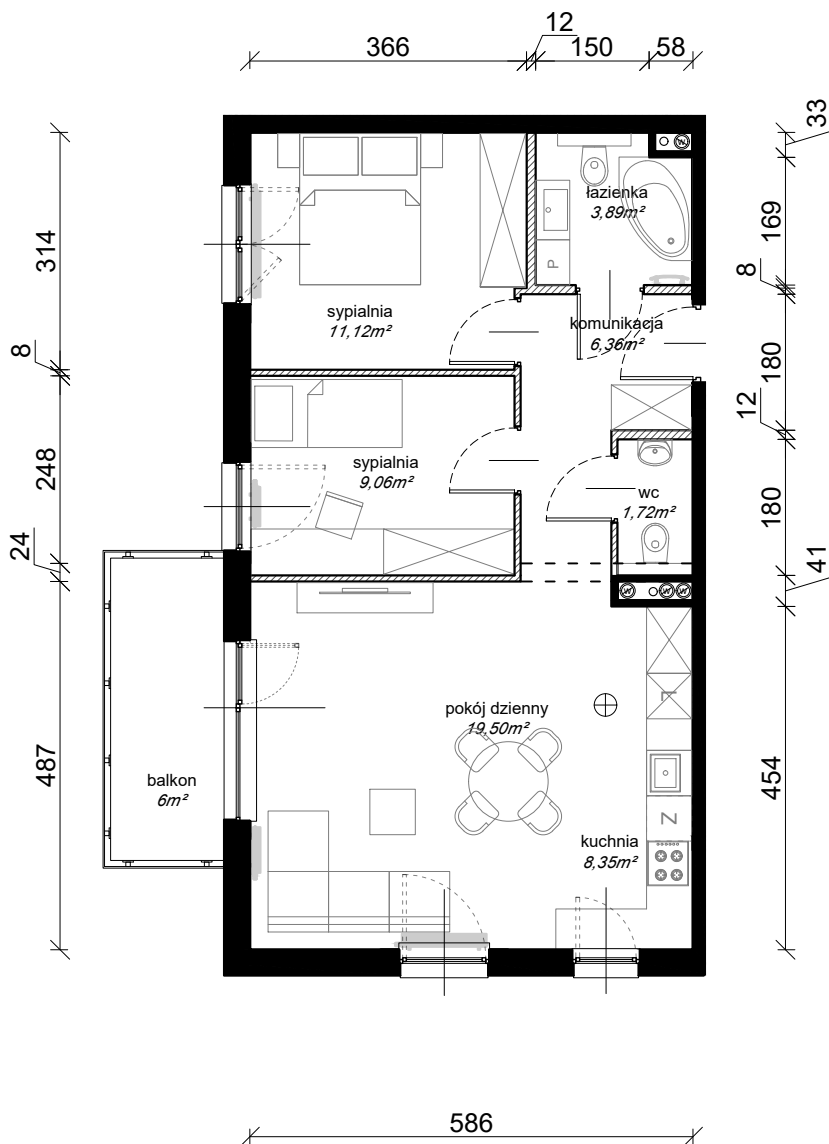 12
366
150
58
33
314
łazienka
3,89m²
169
P
8
sypialnia
11,12m²
komunikacja
6,36m²
8
180
12
248
sypialnia
9,06m²
wc
1,72m²
180
24
41
W
W
W
W
L
pokój dzienny
19,50m²
487
balkon
6m²
454
Z
kuchnia
8,35m²
586